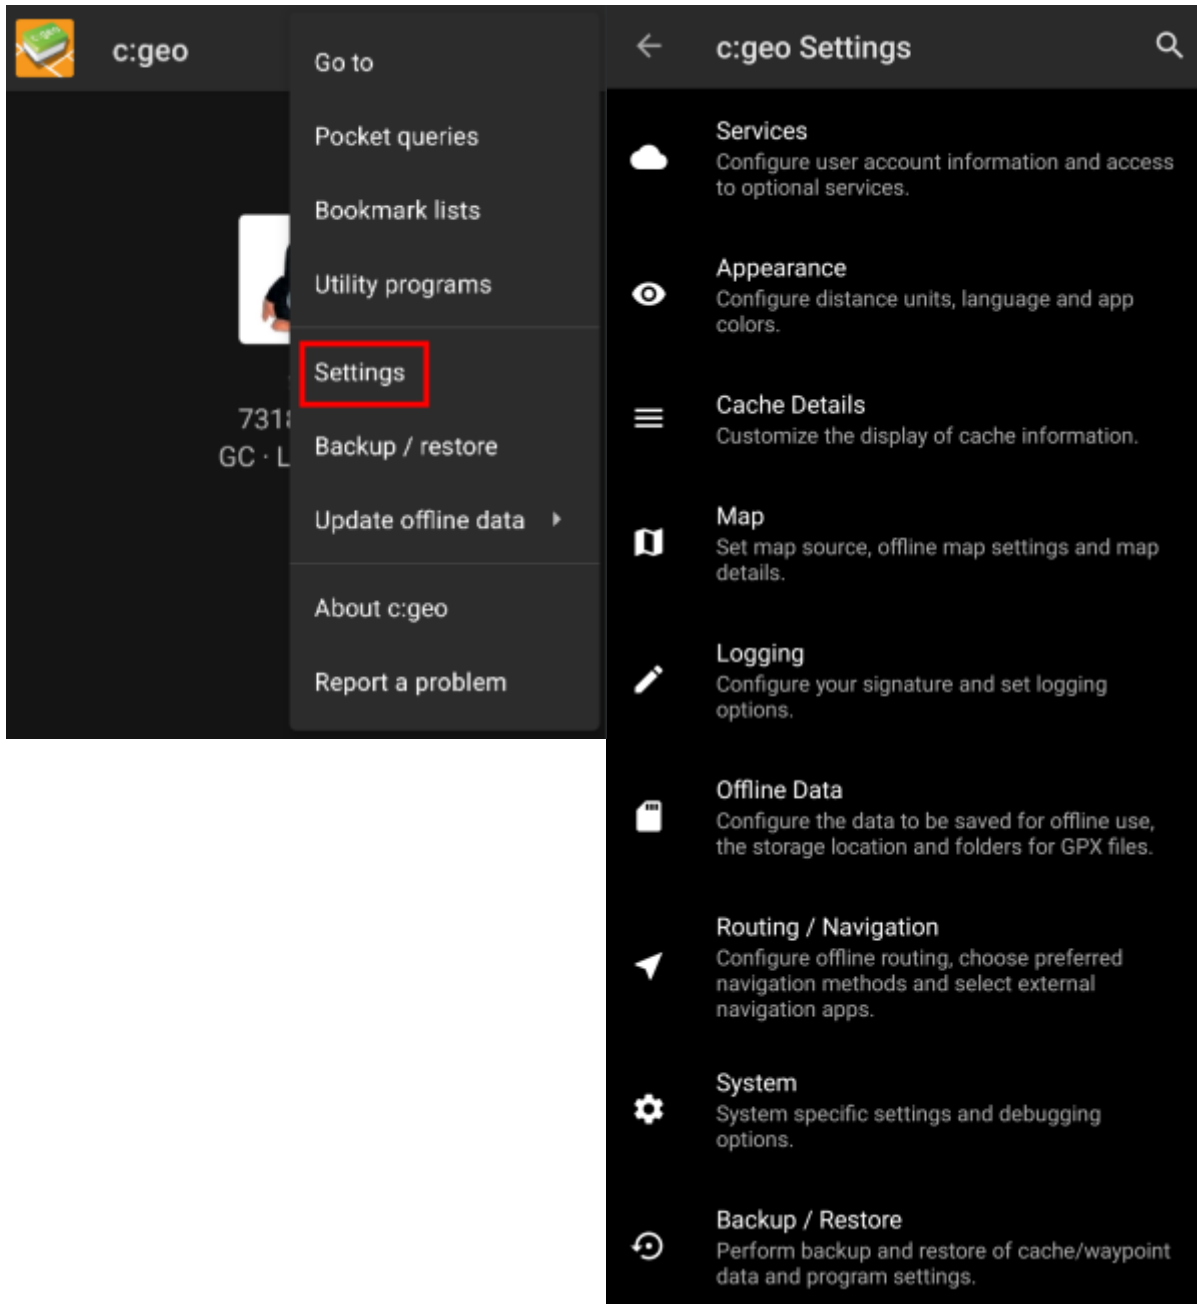 c:geo
Go to
Pocket queries
Bookmark lists
Utility programs
Settings
7318
GC · L
Backup / restore
Update offline data
About c:geo
Report a problem
c:geo Settings
Services
Configure user account information and access
to optional services.
Appearance
Configure distance units, language and app
colors.
Cache Details
Customize the display of cache information.
Map
Set map source, offline map settings and map
details.
Logging
Configure your signature and set logging
options.
Offline Data
Configure the data to be saved for offline use,
the storage location and folders for GPX files.
Routing / Navigation
Configure offline routing, choose preferred
navigation methods and select external
navigation apps.
System
System specific settings and debugging
options.
Backup / Restore
Perform backup and restore of cache/waypoint
data and program settings.